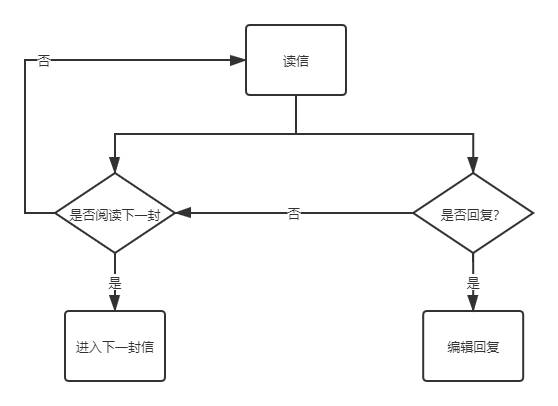 否
读信
是否阅读下一封
否
是否回复？
是
是
进入下一封信
编辑回复